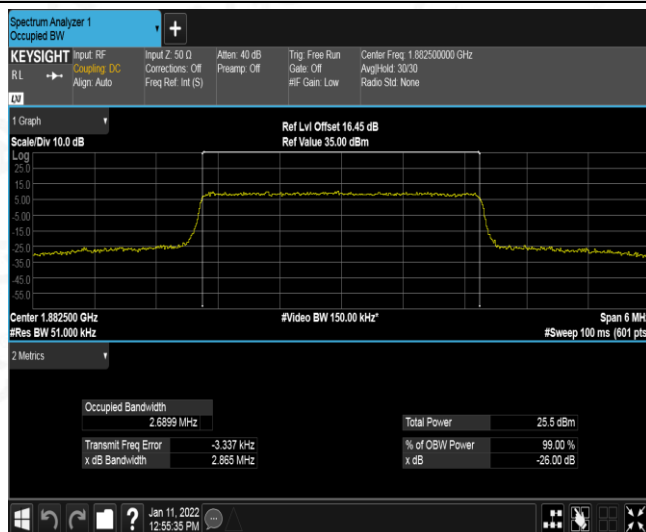 Spectrum Analyzer 1
Occupied BW
KEYSIGHT
R L
LXI
Input: RF
Coupling: DC
Align: Auto
Input Z: 50 Ω
Corrections: Off
Freq Ref: Int (S)
Atten: 40 dB
Preamp: Off
Trig: Free Run
Gate: Off
#IF Gain: Low
Center Freq: 1.882500000 GHz
Avg|Hold: 30/30
Radio Std: None
1 Graph
Scale/Div 10.0 dB
Ref Lvl Offset 16.45 dB
Ref Value 35.00 dBm
Log
25.0
15.0
5.00
-5.00
-15.0
-25.0
-35.0
-45.0
-55.0
Center 1.882500 GHz
#Video BW 150.00 kHz*
Span 6 MH
#Res BW 51.000 kHz
#Sweep 100 ms (601 pts
2 Metrics
Occupied Bandwidth
2.6899 MHz
Total Power 25.5 dBm
Transmit Freq Error -3.337 kHz
% of OBW Power 99.00 %
x dB Bandwidth 2.865 MHz
x dB -26.00 dB
?
Jan 11, 2022
12:55:35 PM